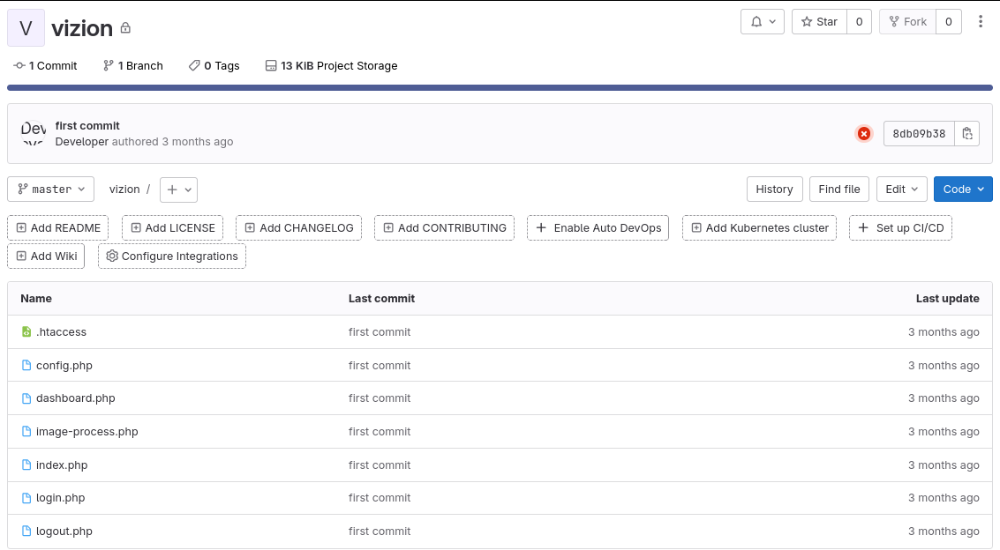 V vizion Star 0 Fork 0
1 Commit 1 Branch 0 Tags 13 KiB Project Storage
first commit
Developer authored 3 months ago
8db09b38
master vizion / + History Find file Edit Code
Add README Add LICENSE Add CHANGELOG Add CONTRIBUTING Enable Auto DevOps Add Kubernetes cluster Set up CI/CD
Add Wiki Configure Integrations
Name Last commit Last update
.htaccess first commit 3 months ago
config.php first commit 3 months ago
dashboard.php first commit 3 months ago
image-process.php first commit 3 months ago
index.php first commit 3 months ago
login.php first commit 3 months ago
logout.php first commit 3 months ago